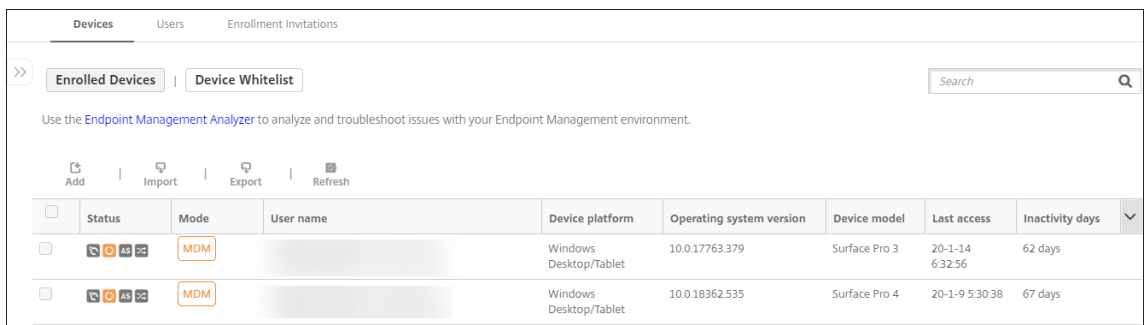 Devices Users Enrollment Invitations
Enrolled Devices | Device Whitelist Search
Use the Endpoint Management Analyzer to analyze and troubleshoot issues with your Endpoint Management environment.
Add | Import | Export | Refresh
Status Mode User name Device platform Operating system version Device model Last access Inactivity days
AS MDM Windows 10.0.17763.379 Surface Pro 3 20-1-14 62 days
Desktop/Tablet 6:32:56
AS MDM Windows 10.0.18362.535 Surface Pro 4 20-1-9 5:30:38 67 days
Desktop/Tablet